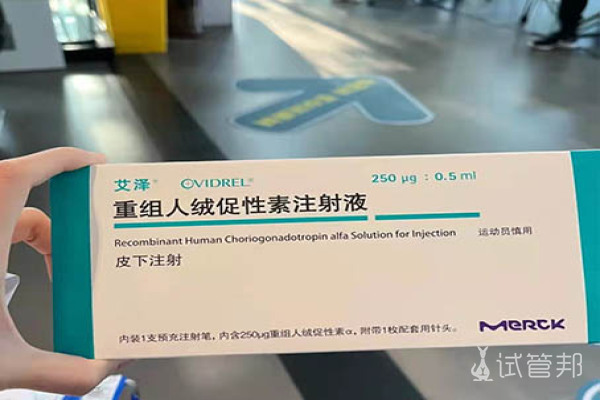 艾泽® OVIDREL® 250 μg : 0.5 ml
重组人绒促性素注射液
Recombinant Human Choriogonadotropin alfa Solution for Injection 运动员慎用
皮下注射
内装1支预充注射笔,内含250μg重组人绒促性素α,附带1枚配套用针头。
MERCK
试管邦